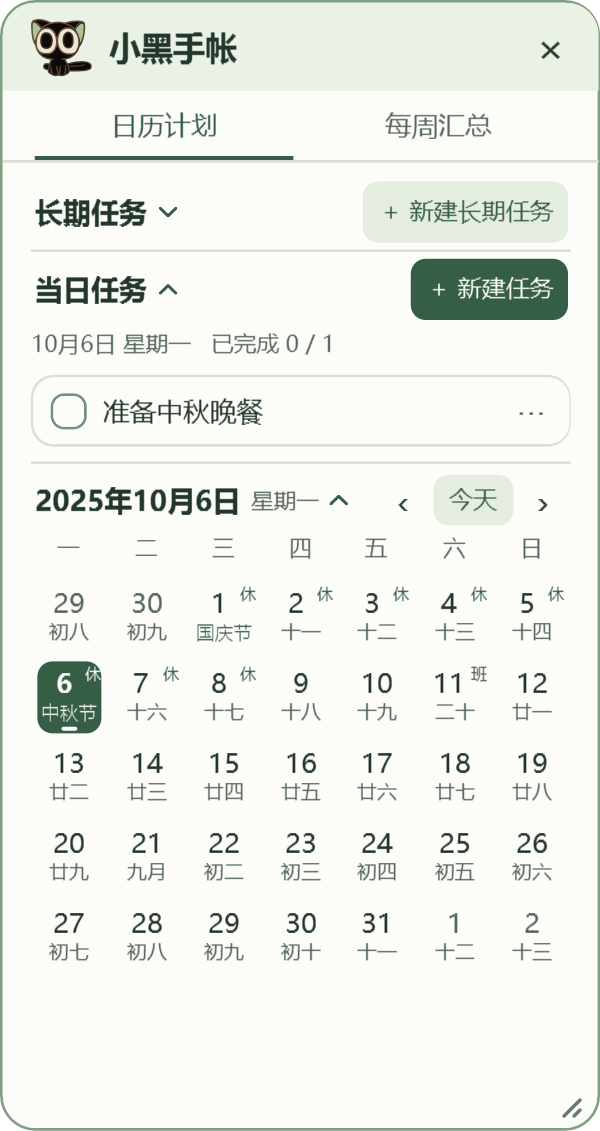 小黑手帐 ×
日历计划 每周汇总
长期任务 + 新建长期任务
当日任务 + 新建任务
10月6日 星期一 已完成 0 / 1
准备中秋晚餐 ···
2025年10月6日 星期一 ‹ 今天 ›
一 二 三 四 五 六 日
29 30 1 休 2 休 3 休 4 休 5 休
初八 初九 国庆节 十一 十二 十三 十四
6 休 7 休 8 休 9 10 11 班 12
中秋节 十六 十七 十八 十九 二十 廿一
13 14 15 16 17 18 19
廿二 廿三 廿四 廿五 廿六 廿七 廿八
20 21 22 23 24 25 26
廿九 九月 初二 初三 初四 初五 初六
27 28 29 30 31 1 2
初七 初八 初九 初十 十一 十二 十三